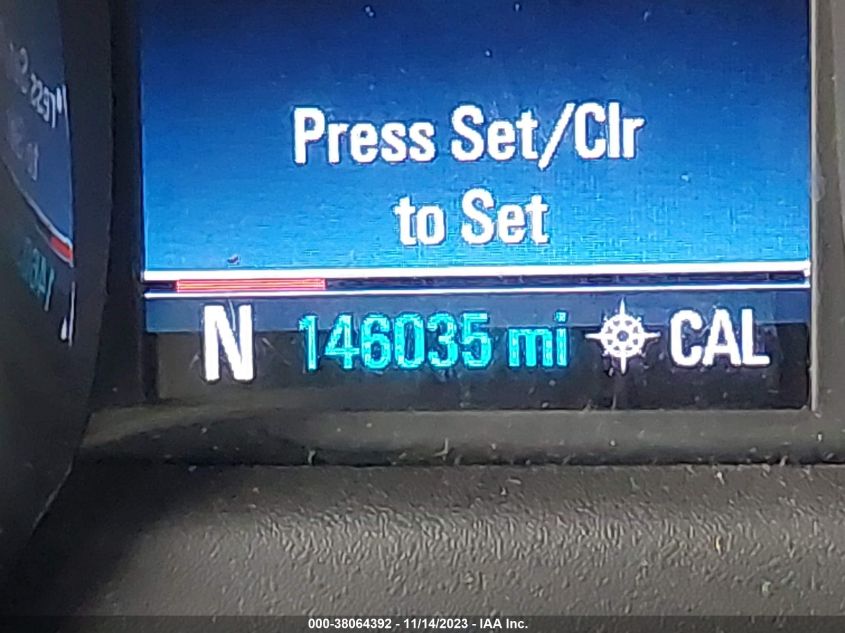 Press Set/Clr
to Set
N 146035 mi CAL
000-38064392 - 11/14/2023 - IAA Inc.